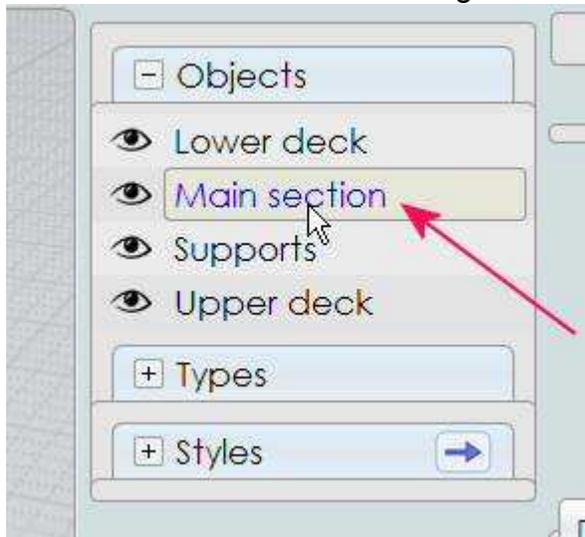 Objects
Lower deck
Main section
Supports
Upper deck
Types
Styles